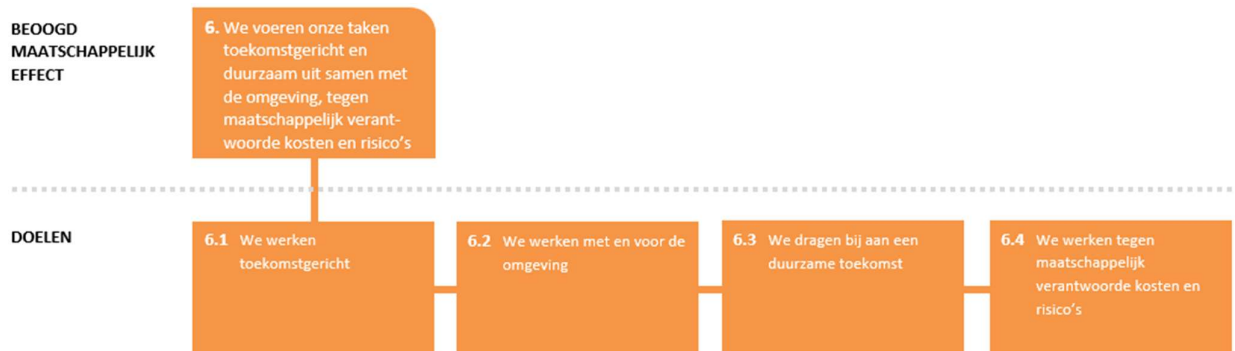 BEOOGD
MAATSCHAPPELIJK
EFFECT
6. We voeren onze taken
toekomstgericht en
duurzaam uit samen met
de omgeving, tegen
maatschappelijk verant-
woorde kosten en risico's
DOELEN
6.1 We werken
toekomstgericht
6.2 We werken met en voor de
omgeving
6.3 We dragen bij aan een
duurzame toekomst
6.4 We werken tegen
maatschappelijk
verantwoorde kosten en
risico's